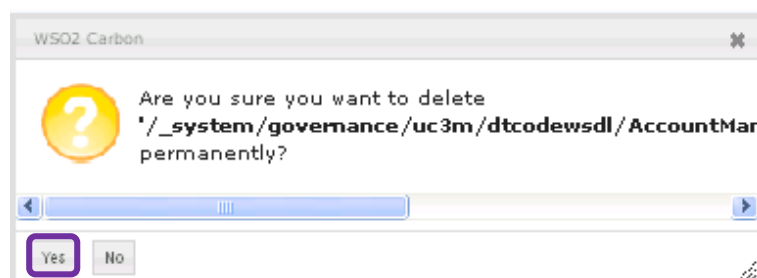 WSO2 Carbon
Are you sure you want to delete
'/_system/governance/uc3m/dtcodewsdl/AccountMar
permanently?
Yes No